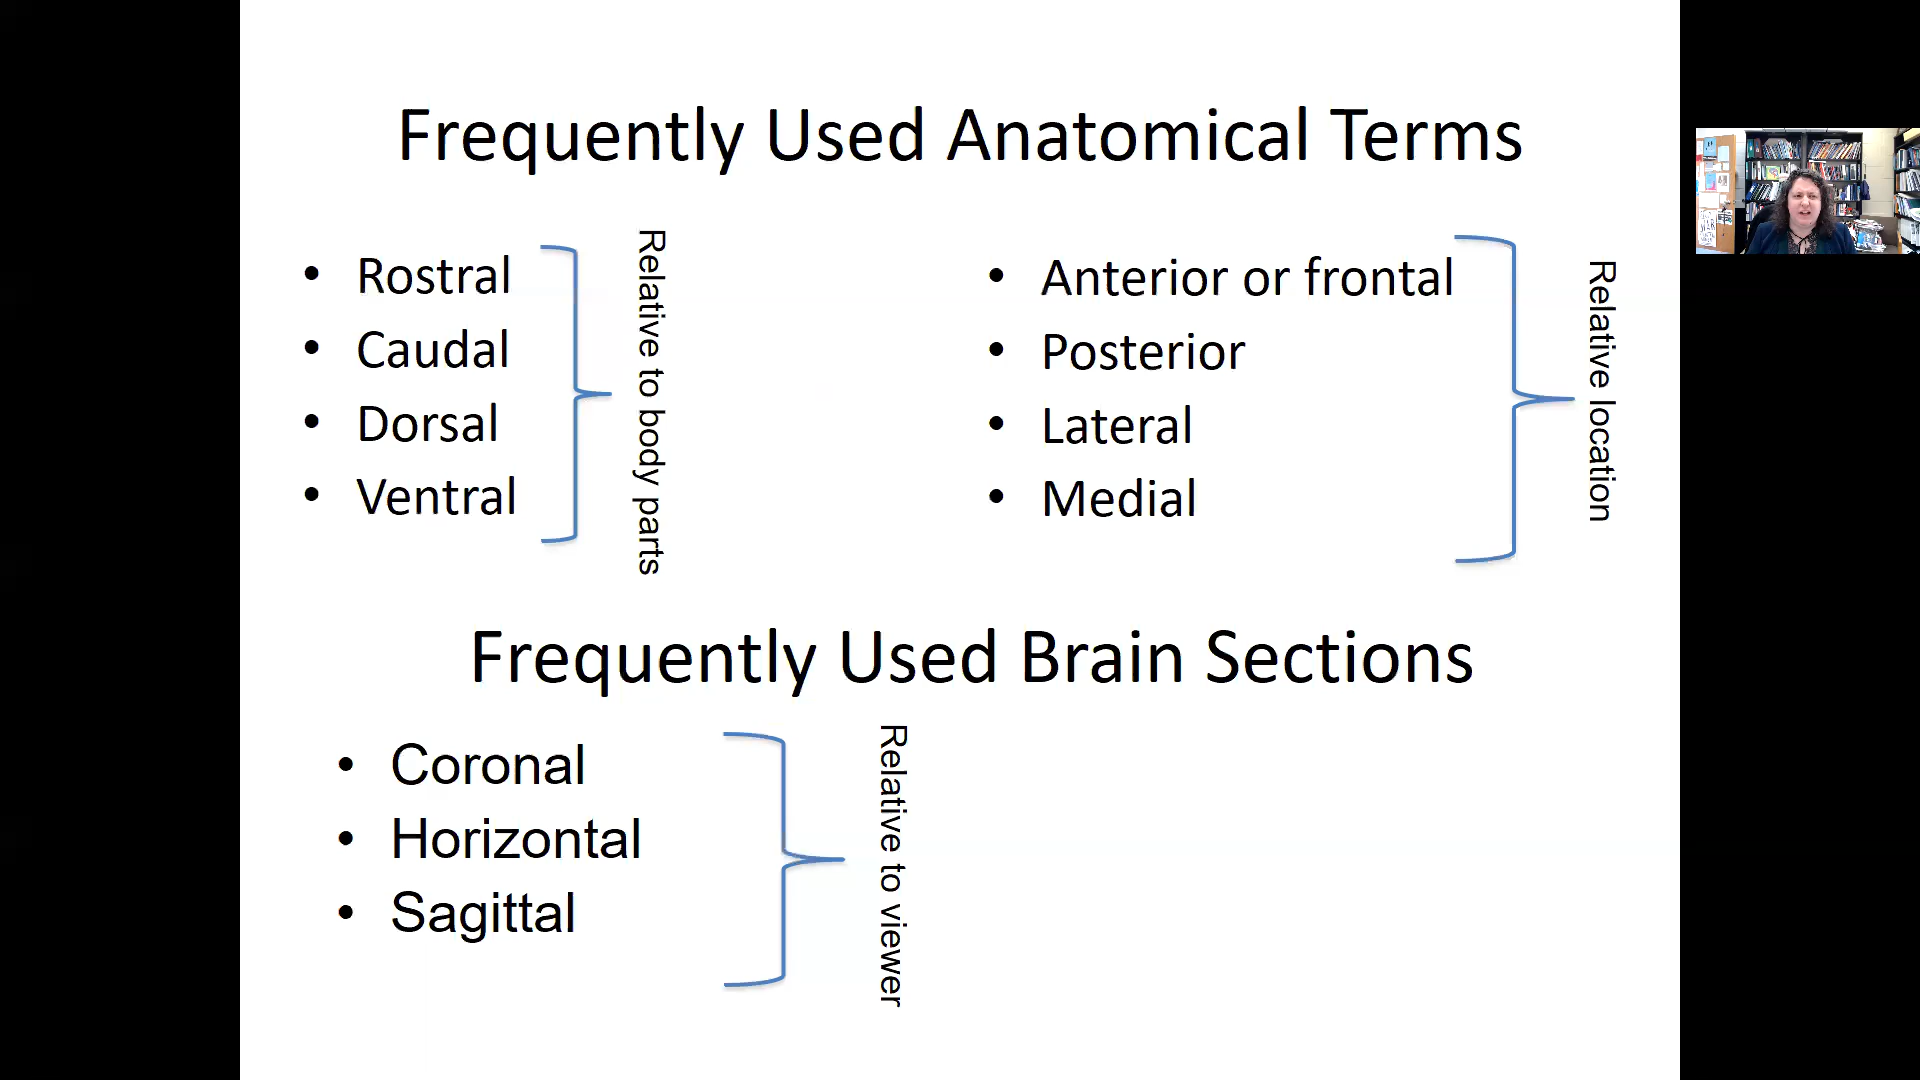 Frequently Used Anatomical Terms
• Rostral
• Caudal
• Dorsal
• Ventral
Relative to body parts
• Anterior or frontal
• Posterior
• Lateral
• Medial
Relative location
Frequently Used Brain Sections
• Coronal
• Horizontal
• Sagittal
Relative to viewer